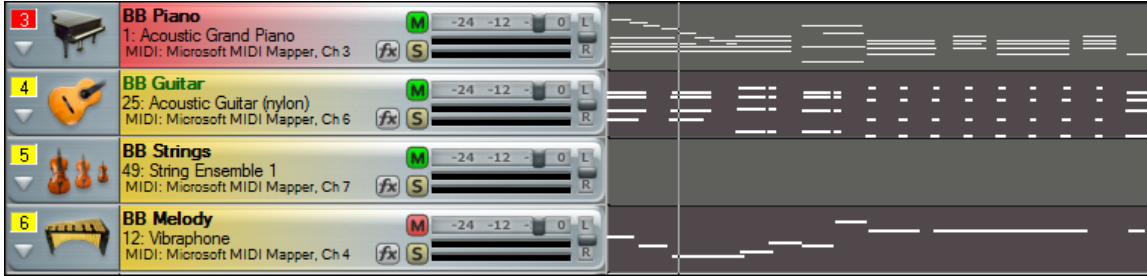 3 BB Piano M -24 -12 - 0 L
1: Acoustic Grand Piano
MIDI: Microsoft MIDI Mapper, Ch 3 fx S R
4 BB Guitar M -24 -12 - 0 L
25: Acoustic Guitar (nylon)
MIDI: Microsoft MIDI Mapper, Ch 6 fx S R
5 BB Strings M -24 -12 - 0 L
49: String Ensemble 1
MIDI: Microsoft MIDI Mapper, Ch 7 fx S R
6 BB Melody M -24 -12 - 0 L
12: Vibraphone
MIDI: Microsoft MIDI Mapper, Ch 4 fx S R